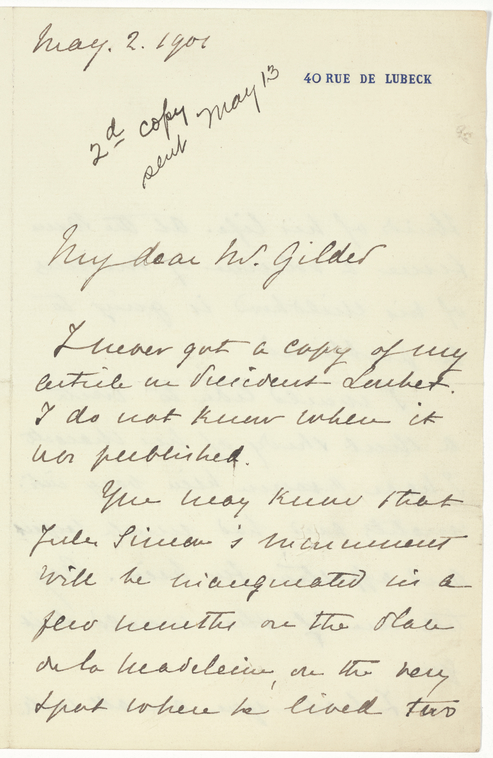 May. 2. 1901
40 RUE DE LUBECK
2d copy
sent May 13
My dear Mr. Gilder
I never got a copy of my
article on President Loubet.
I do not know when it
was published.
You may know that
Jules Simon's monument
will be inaugurated in a
few months on the Place
de la Madeleine, on the very
spot where he lived two